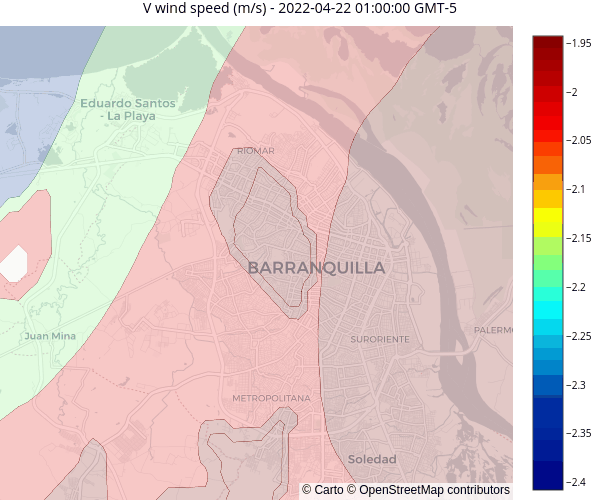 V wind speed (m/s) - 2022-04-22 01:00:00 GMT-5
Eduardo Santos
- La Playa
RIOMAR
BARRANQUILLA
Juan Mina
SURORIENTE
PALERMO
METROPOLITANA
Soledad
© Carto © OpenStreetMap contributors
−1.95
−2
−2.05
−2.1
−2.15
−2.2
−2.25
−2.3
−2.35
−2.4